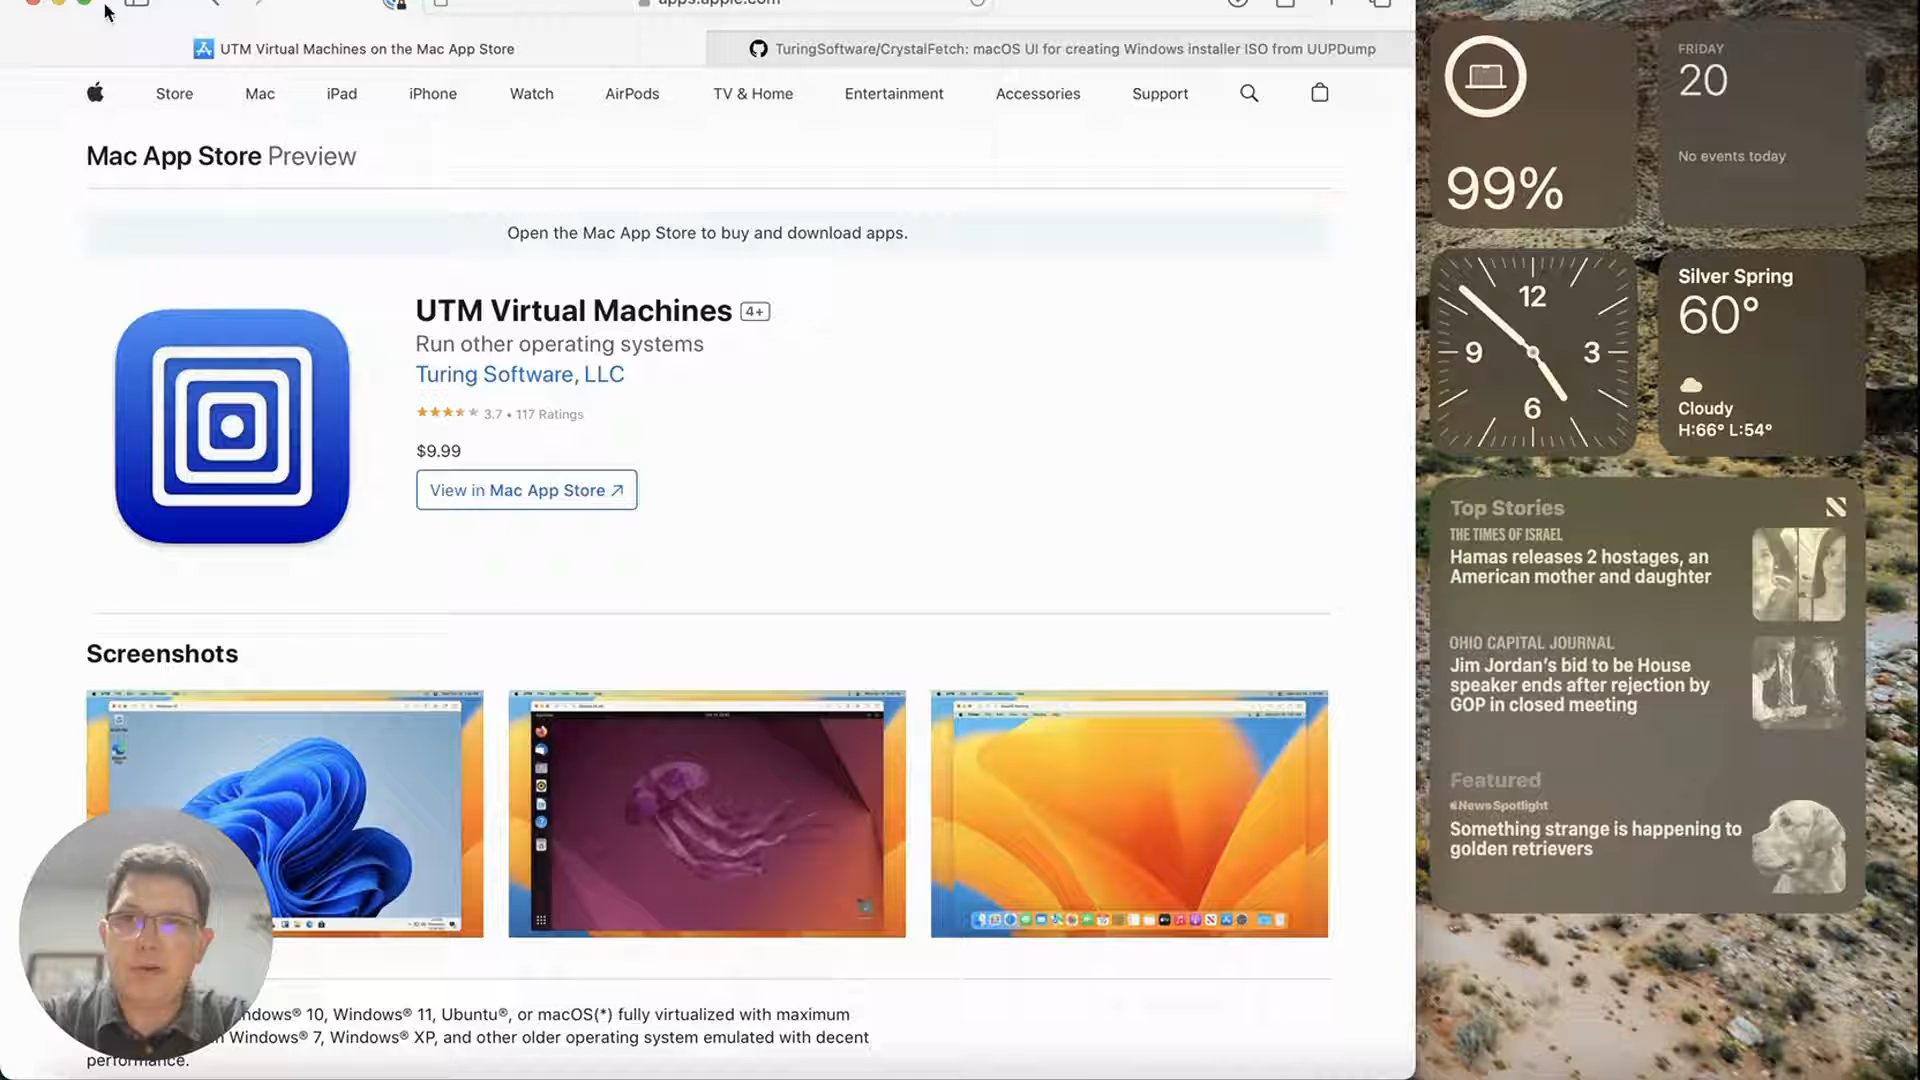 apps.apple.com
UTM Virtual Machines on the Mac App Store
TuringSoftware/CrystalFetch: macOS UI for creating Windows installer ISO from UUPDump
Store
Mac
iPad
iPhone
Watch
AirPods
TV & Home
Entertainment
Accessories
Support
Mac App Store Preview
Open the Mac App Store to buy and download apps.
UTM Virtual Machines 4+
Run other operating systems
Turing Software, LLC
3.7 • 117 Ratings
$9.99
View in Mac App Store ↗
Screenshots
ndows® 10, Windows® 11, Ubuntu®, or macOS(*) fully virtualized with maximum
Windows® 7, Windows® XP, and other older operating system emulated with decent
performance.
99%
FRIDAY
20
No events today
12
9
3
6
Silver Spring
60°
Cloudy
H:66° L:54°
Top Stories
THE TIMES OF ISRAEL
Hamas releases 2 hostages, an
American mother and daughter
OHIO CAPITAL JOURNAL
Jim Jordan's bid to be House
speaker ends after rejection by
GOP in closed meeting
Featured
News Spotlight
Something strange is happening to
golden retrievers